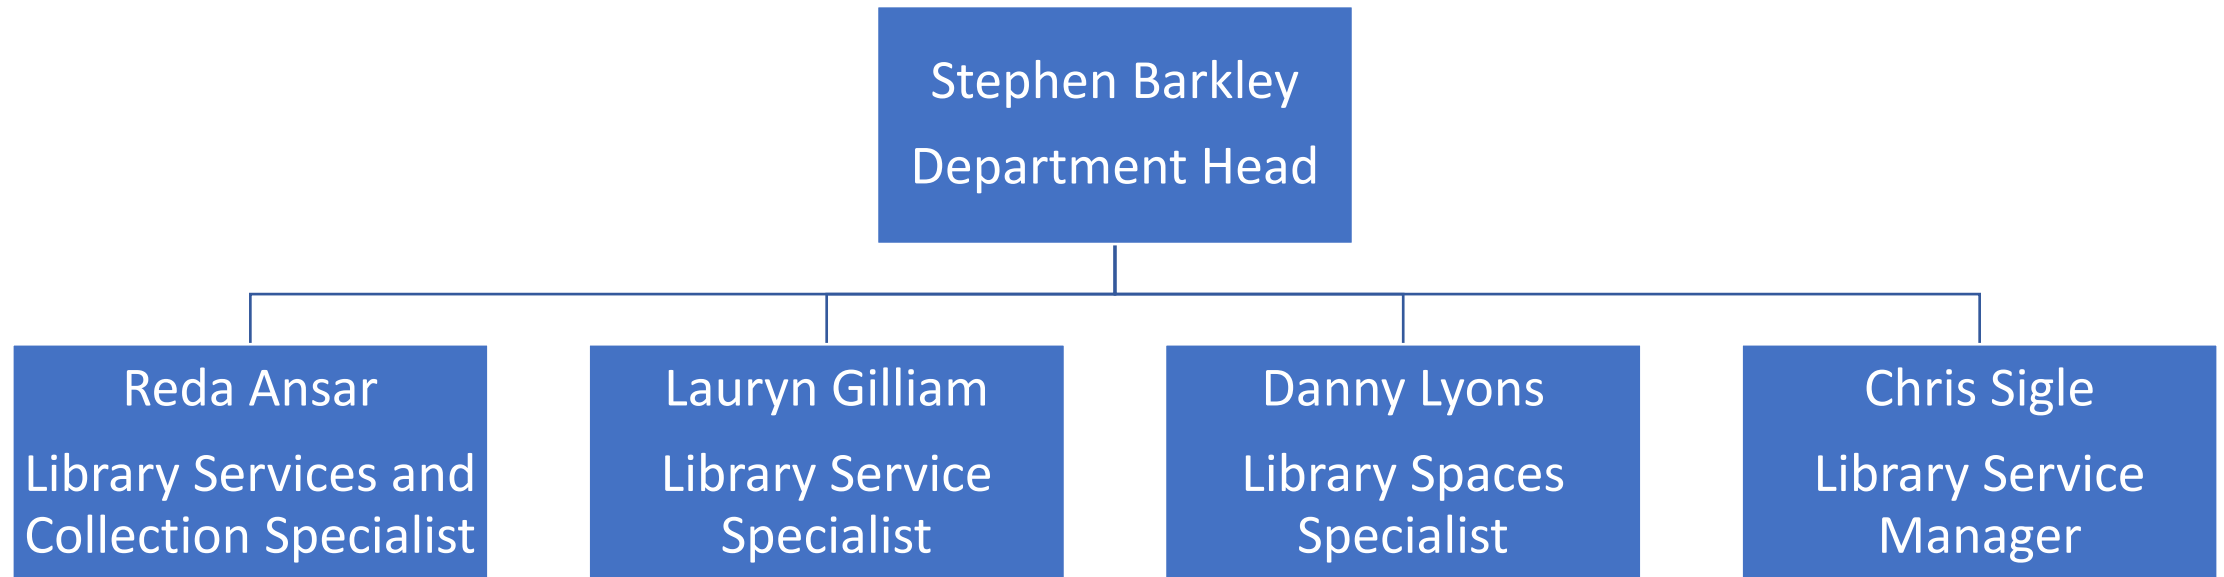 Stephen Barkley
Department Head
Reda Ansar
Library Services and
Collection Specialist
Lauryn Gilliam
Library Service
Specialist
Danny Lyons
Library Spaces
Specialist
Chris Sigle
Library Service
Manager